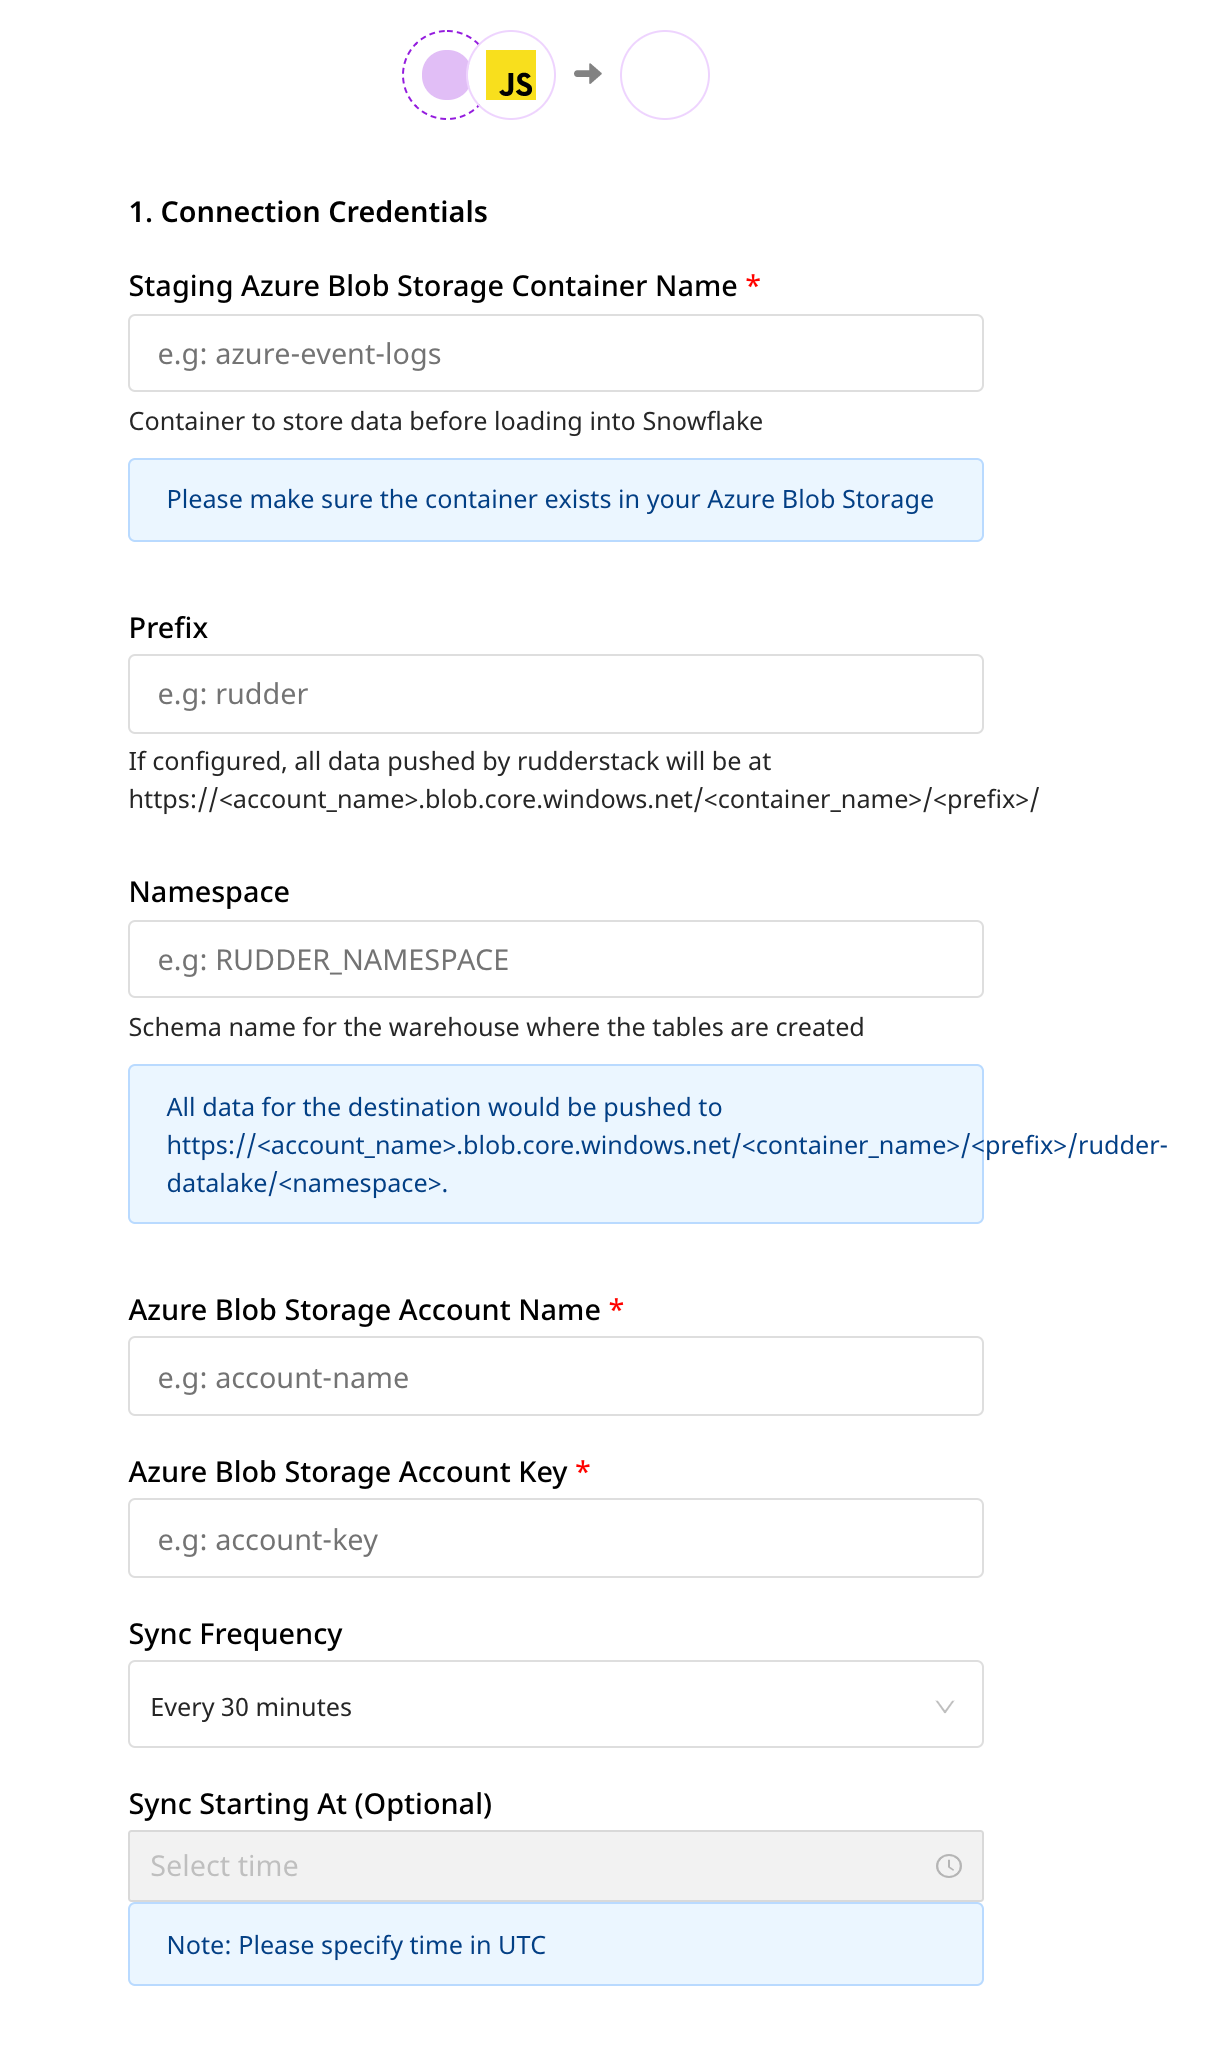 JS
1. Connection Credentials
Staging Azure Blob Storage Container Name *
e.g: azure-event-logs
Container to store data before loading into Snowflake
Please make sure the container exists in your Azure Blob Storage
Prefix
e.g: rudder
If configured, all data pushed by rudderstack will be at
https://<account_name>.blob.core.windows.net/<container_name>/<prefix>/
Namespace
e.g: RUDDER_NAMESPACE
Schema name for the warehouse where the tables are created
All data for the destination would be pushed to
https://<account_name>.blob.core.windows.net/<container_name>/<prefix>/rudder-
datalake/<namespace>.
Azure Blob Storage Account Name *
e.g: account-name
Azure Blob Storage Account Key *
e.g: account-key
Sync Frequency
Every 30 minutes
Sync Starting At (Optional)
Select time
Note: Please specify time in UTC